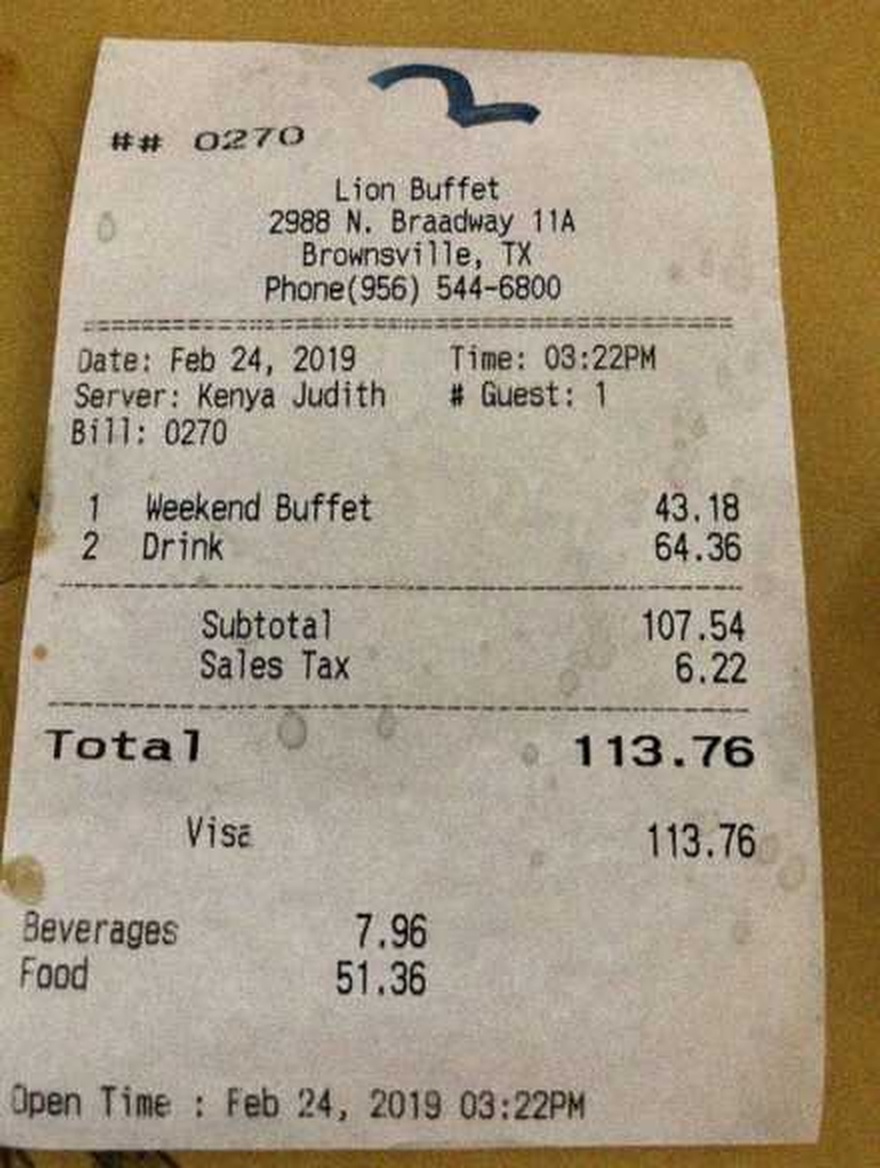 2
## 0270
Lion Buffet
2988 N. Braadway 11A
Brownsville, TX
Phone(956) 544-6800
Date: Feb 24, 2019 Time: 03:22PM
Server: Kenya Judith # Guest: 1
Bill: 0270
1 Weekend Buffet 43.18
2 Drink 64.36
Subtotal 107.54
Sales Tax 6.22
Total 113.76
Visa 113.76
Beverages 7.96
Food 51.36
Open Time : Feb 24, 2019 03:22PM